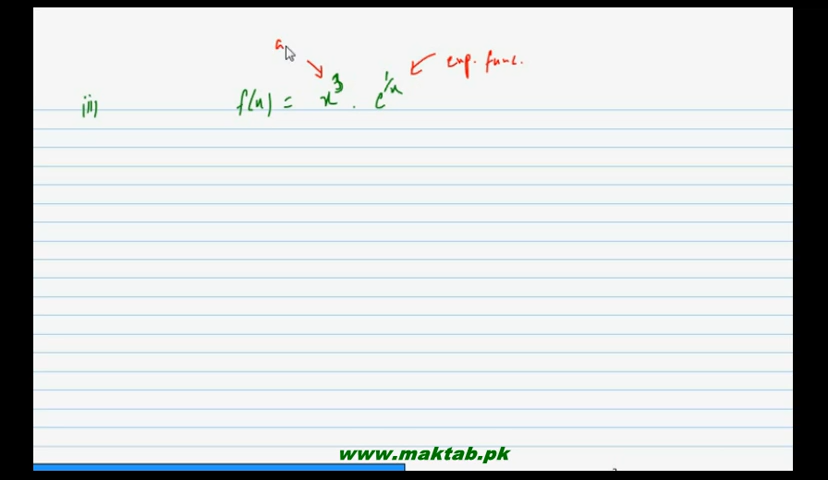 a
exp. func.
iii) f(x) = x³ . e^1/x
www.maktab.pk